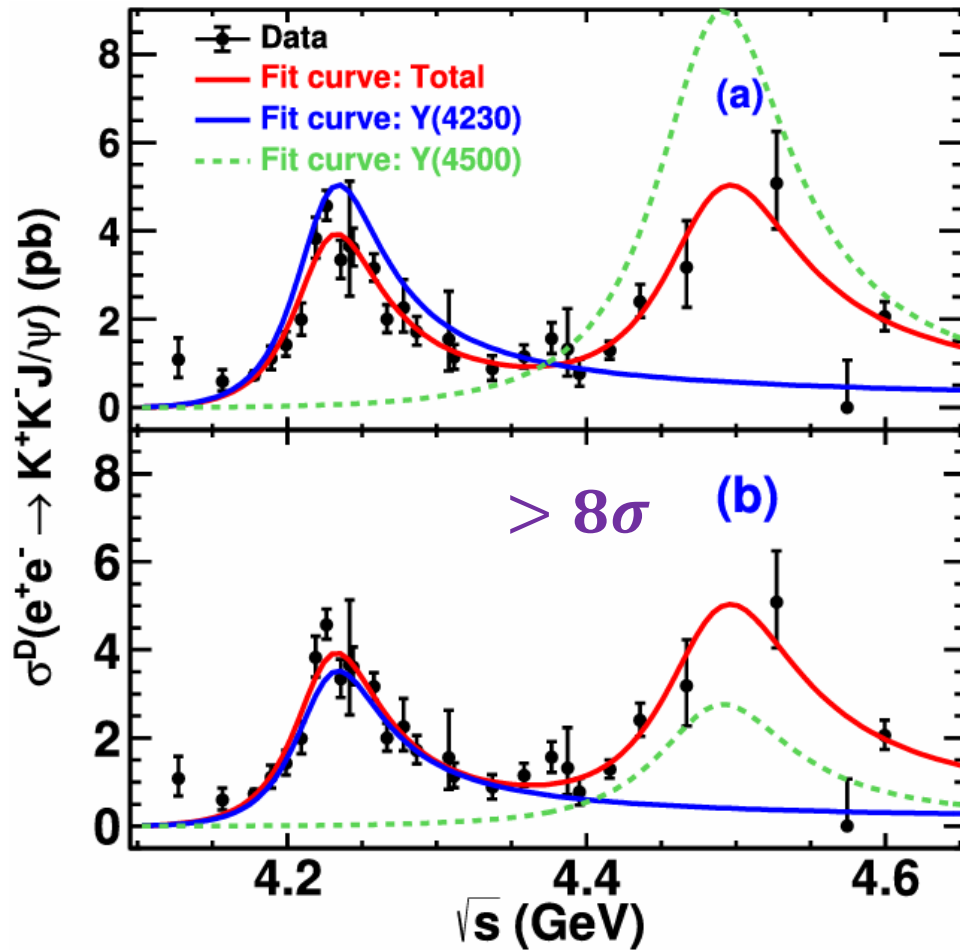 8
6
4
2
0
Data
Fit curve: Total
Fit curve: Y(4230)
Fit curve: Y(4500)
(a)
σᴰ(e⁺e⁻ → K⁺K⁻J/ψ) (pb)
8
6
4
2
0
> 8σ
(b)
4.2 4.4 4.6
√s (GeV)